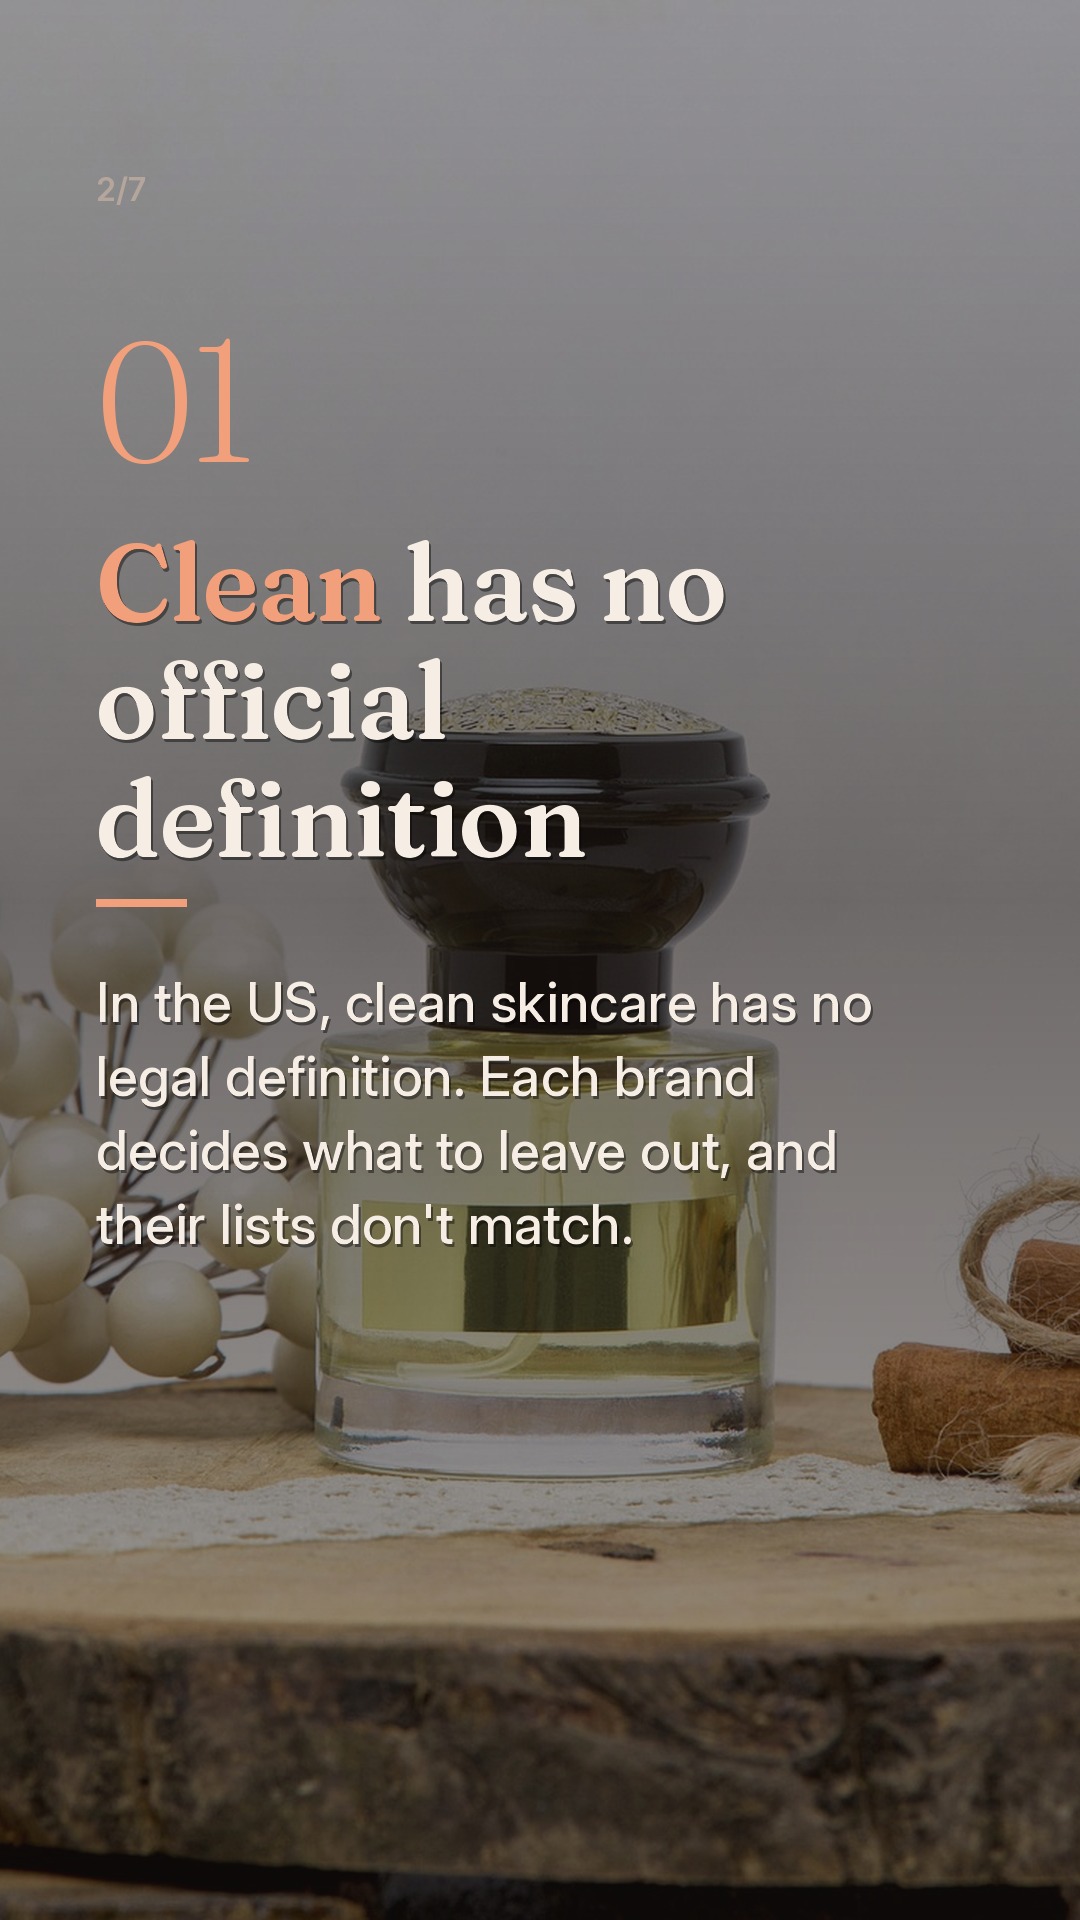 2/7
01
Clean has no
official
definition
In the US, clean skincare has no
legal definition. Each brand
decides what to leave out, and
their lists don't match.